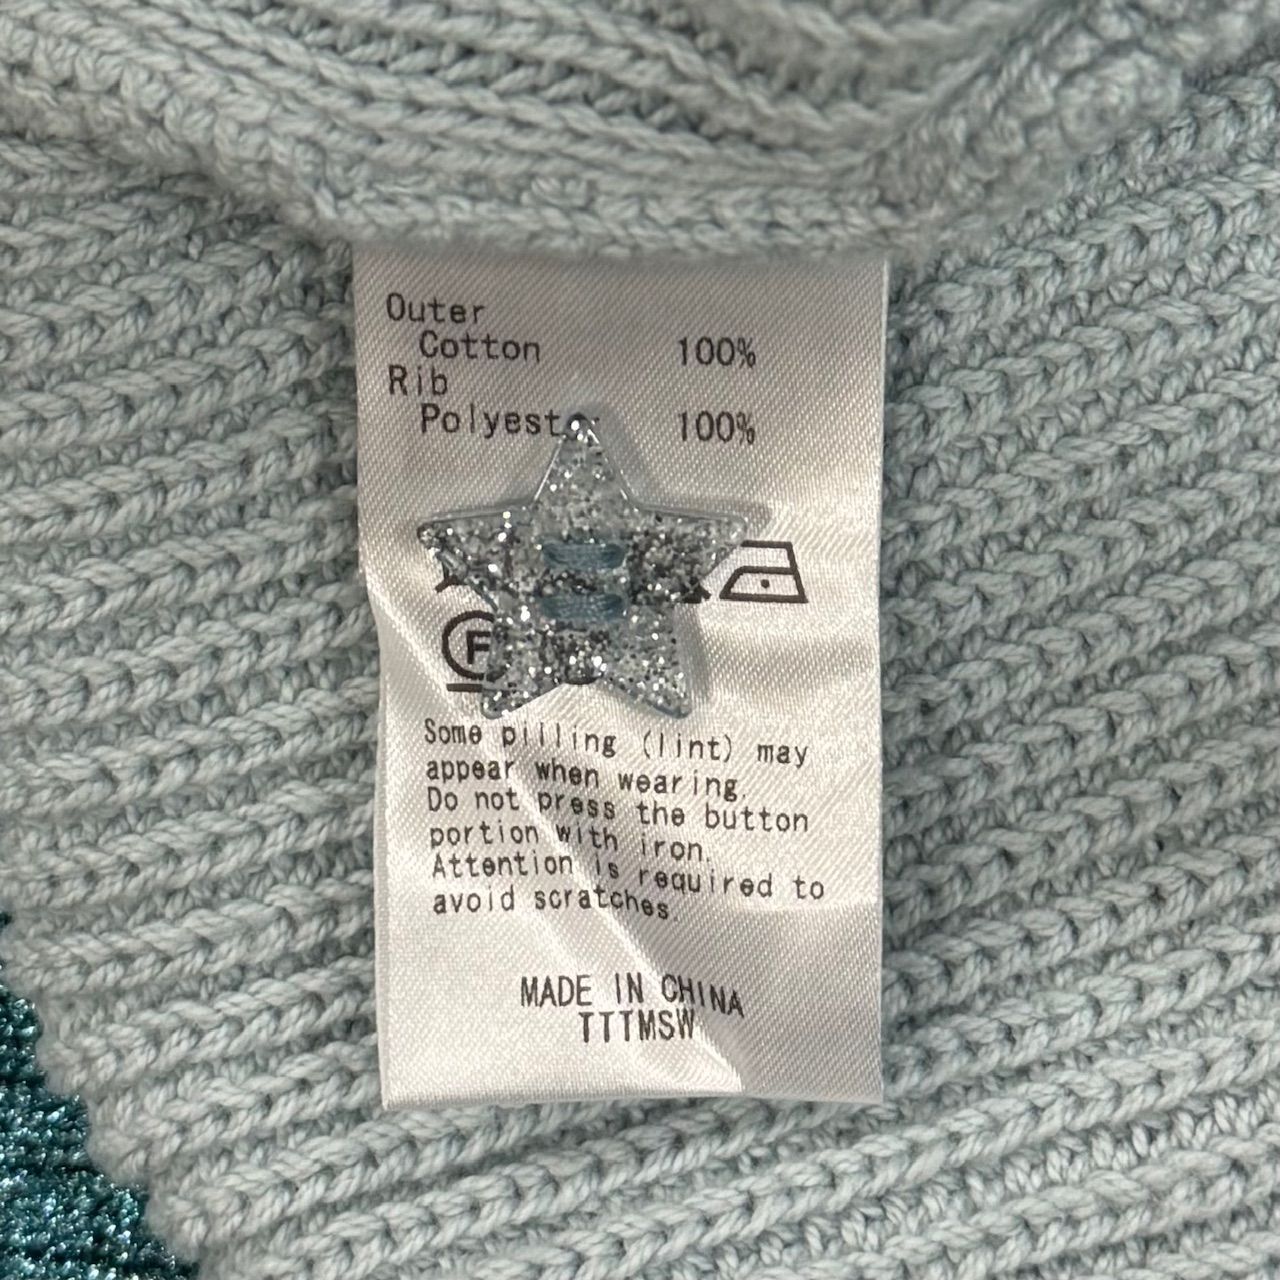 Outer
Cotton 100%
Rib
100%
F
Some pilling (lint) may
appear when wearing.
Do not press the button
portion with iron.
Attention is required to
avoid scratches.
MADE IN CHINA
TTTMSW